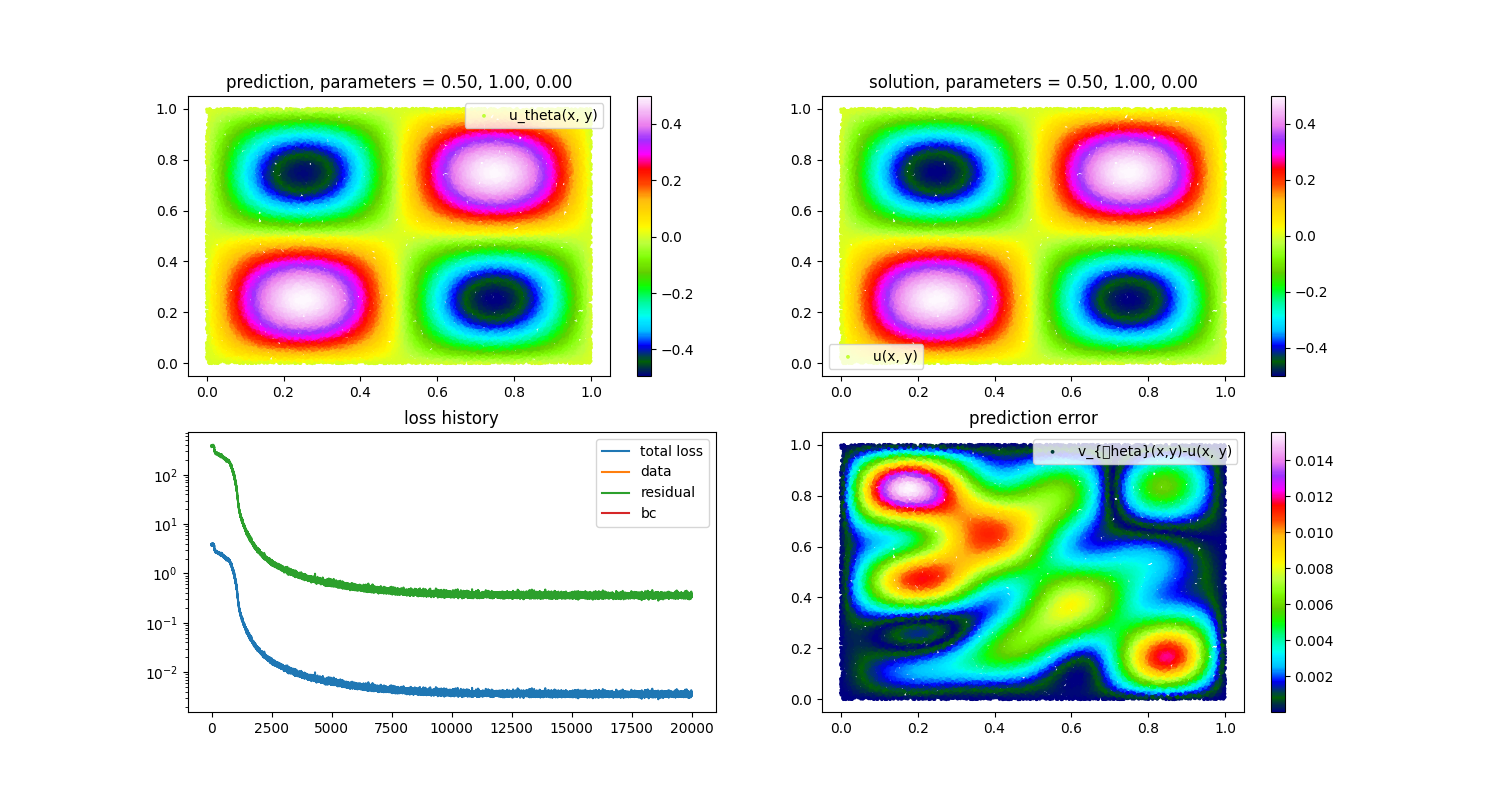 prediction, parameters = 0.50, 1.00, 0.00
1.0
0.8
0.6
0.4
0.2
0.0
0.0 0.2 0.4 0.6 0.8 1.0
u_theta(x, y)
0.4
0.2
0.0
−0.2
−0.4
solution, parameters = 0.50, 1.00, 0.00
1.0
0.8
0.6
0.4
0.2
0.0
0.0 0.2 0.4 0.6 0.8 1.0
u(x, y)
0.4
0.2
0.0
−0.2
−0.4
loss history
10²
10¹
10⁰
10⁻¹
10⁻²
0 2500 5000 7500 10000 12500 15000 17500 20000
total loss
data
residual
bc
prediction error
1.0
0.8
0.6
0.4
0.2
0.0
0.0 0.2 0.4 0.6 0.8 1.0
v_{▯heta}(x,y)-u(x, y)
0.014
0.012
0.010
0.008
0.006
0.004
0.002